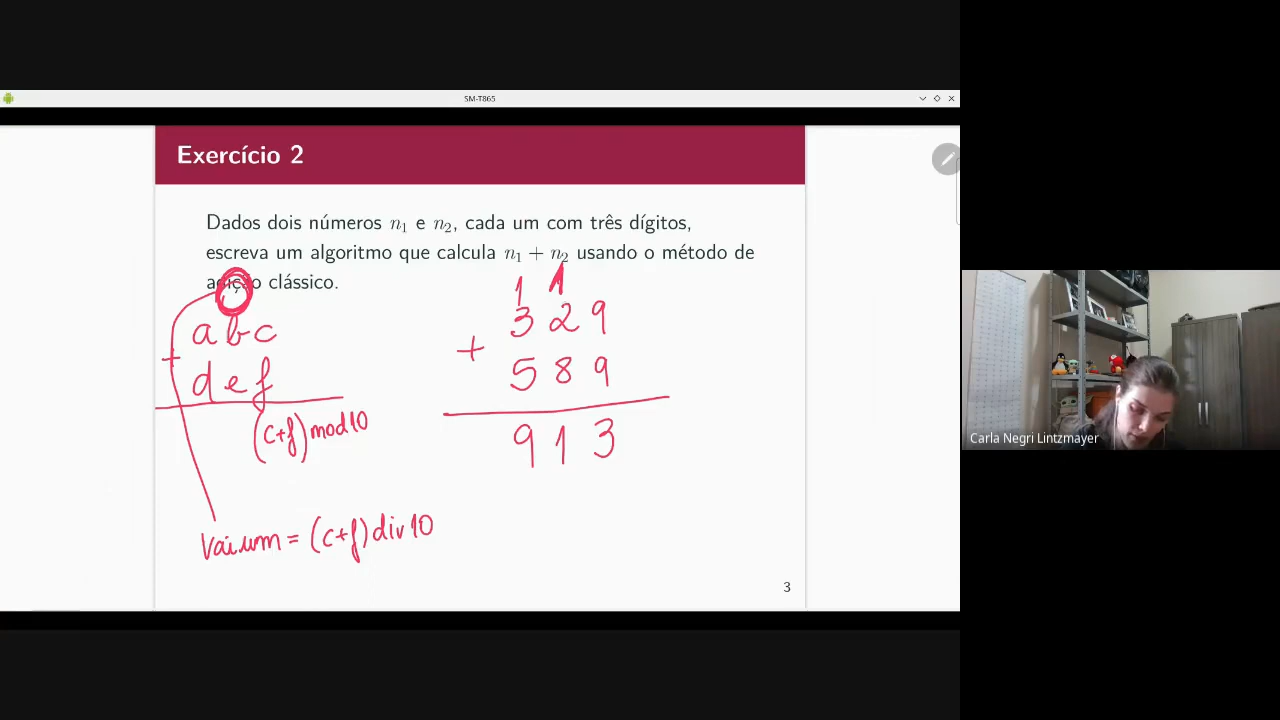 SM-T865
Exercício 2
Dados dois números n₁ e n₂, cada um com três dígitos,
escreva um algoritmo que calcula n₁ + n₂ usando o método de
adição clássico.
a b c
+
d e f
(c+f) mod 10
vai_um = (c+f) div 10
1 1
3 2 9
+
5 8 9
9 1 3
3
Carla Negri Lintzmayer